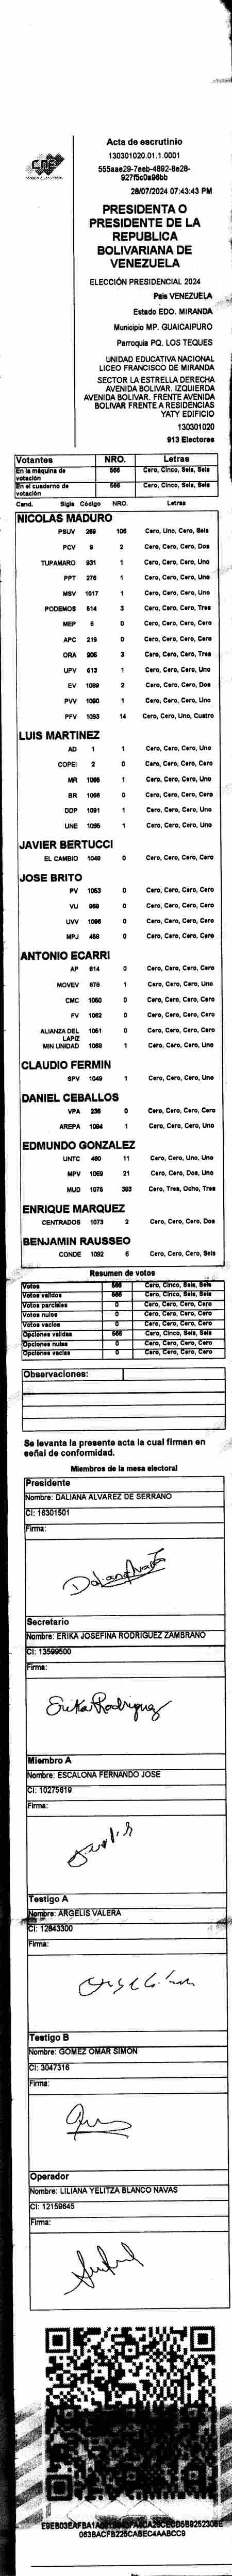 CNE
Acta de escrutinio
130301020.01.1.0001
555aae29-7eeb-4892-8e28-
927f5c0a96bb
28/07/2024 07:43:43 PM
PRESIDENTA O
PRESIDENTE DE LA
REPUBLICA
BOLIVARIANA DE
VENEZUELA
ELECCIÓN PRESIDENCIAL 2024
País VENEZUELA
Estado EDO. MIRANDA
Municipio MP. GUAICAIPURO
Parroquia PQ. LOS TEQUES
UNIDAD EDUCATIVA NACIONAL
LICEO FRANCISCO DE MIRANDA
SECTOR LA ESTRELLA DERECHA
AVENIDA BOLIVAR. IZQUIERDA
AVENIDA BOLIVAR. FRENTE AVENIDA
BOLIVAR FRENTE A RESIDENCIAS
YATY EDIFICIO
130301020
913 Electores
Votantes NRO. Letras
En la máquina de votación 566 Cero, Cinco, Seis, Seis
En el cuaderno de votación 566 Cero, Cinco, Seis, Seis
Cand. Sigla Código NRO. Letras
NICOLAS MADURO
PSUV 269 106 Cero, Uno, Cero, Seis
PCV 9 2 Cero, Cero, Cero, Dos
TUPAMARO 931 1 Cero, Cero, Cero, Uno
PPT 276 1 Cero, Cero, Cero, Uno
MSV 1017 1 Cero, Cero, Cero, Uno
PODEMOS 614 3 Cero, Cero, Cero, Tres
MEP 6 0 Cero, Cero, Cero, Cero
APC 219 0 Cero, Cero, Cero, Cero
ORA 906 3 Cero, Cero, Cero, Tres
UPV 613 1 Cero, Cero, Cero, Uno
EV 1089 2 Cero, Cero, Cero, Dos
PVV 1090 1 Cero, Cero, Cero, Uno
PFV 1093 14 Cero, Cero, Uno, Cuatro
LUIS MARTINEZ
AD 1 1 Cero, Cero, Cero, Uno
COPEI 2 0 Cero, Cero, Cero, Cero
MR 1065 1 Cero, Cero, Cero, Uno
BR 1066 0 Cero, Cero, Cero, Cero
DDP 1091 1 Cero, Cero, Cero, Uno
UNE 1095 1 Cero, Cero, Cero, Uno
JAVIER BERTUCCI
EL CAMBIO 1049 0 Cero, Cero, Cero, Cero
JOSE BRITO
PV 1053 0 Cero, Cero, Cero, Cero
VU 968 0 Cero, Cero, Cero, Cero
UVV 1096 0 Cero, Cero, Cero, Cero
MPJ 458 0 Cero, Cero, Cero, Cero
ANTONIO ECARRI
AP 814 0 Cero, Cero, Cero, Cero
MOVEV 878 1 Cero, Cero, Cero, Uno
CMC 1060 0 Cero, Cero, Cero, Cero
FV 1062 0 Cero, Cero, Cero, Cero
ALIANZA DEL LAPIZ 1061 0 Cero, Cero, Cero, Cero
MIN UNIDAD 1068 1 Cero, Cero, Cero, Uno
CLAUDIO FERMIN
SPV 1049 1 Cero, Cero, Cero, Uno
DANIEL CEBALLOS
VPA 236 0 Cero, Cero, Cero, Cero
AREPA 1084 1 Cero, Cero, Cero, Uno
EDMUNDO GONZALEZ
UNTC 460 11 Cero, Cero, Uno, Uno
MPV 1069 21 Cero, Cero, Dos, Uno
MUD 1076 383 Cero, Tres, Ocho, Tres
ENRIQUE MARQUEZ
CENTRADOS 1073 2 Cero, Cero, Cero, Dos
BENJAMIN RAUSSEO
CONDE 1092 6 Cero, Cero, Cero, Seis
Resumen de votos
Votos 566 Cero, Cinco, Seis, Seis
Votos válidos 566 Cero, Cinco, Seis, Seis
Votos parciales 0 Cero, Cero, Cero, Cero
Votos nulos 0 Cero, Cero, Cero, Cero
Votos vacíos 0 Cero, Cero, Cero, Cero
Opciones válidas 566 Cero, Cinco, Seis, Seis
Opciones nulas 0 Cero, Cero, Cero, Cero
Opciones vacías 0 Cero, Cero, Cero, Cero
Observaciones:
Se levanta la presente acta la cual firman en
señal de conformidad.
Miembros de la mesa electoral
Presidente
Nombre: DALIANA ALVAREZ DE SERRANO
CI: 16301501
Firma:
Secretario
Nombre: ERIKA JOSEFINA RODRIGUEZ ZAMBRANO
CI: 13599500
Firma:
Erika Rodriguez
Miembro A
Nombre: ESCALONA FERNANDO JOSE
CI: 10275619
Firma:
Testigo A
Nombre: ARGELIS VALERA
CI: 12843300
Firma:
Testigo B
Nombre: GOMEZ OMAR SIMON
CI: 3047316
Firma:
Operador
Nombre: LILIANA YELITZA BLANCO NAVAS
CI: 12159645
Firma:
063BACFB225CABEC4AABCC9